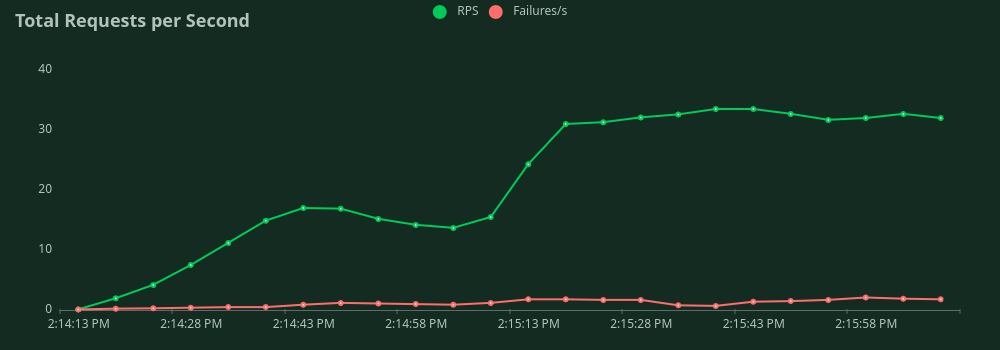 Total Requests per Second
RPS Failures/s
40
30
20
10
0
2:14:13 PM 2:14:28 PM 2:14:43 PM 2:14:58 PM 2:15:13 PM 2:15:28 PM 2:15:43 PM 2:15:58 PM